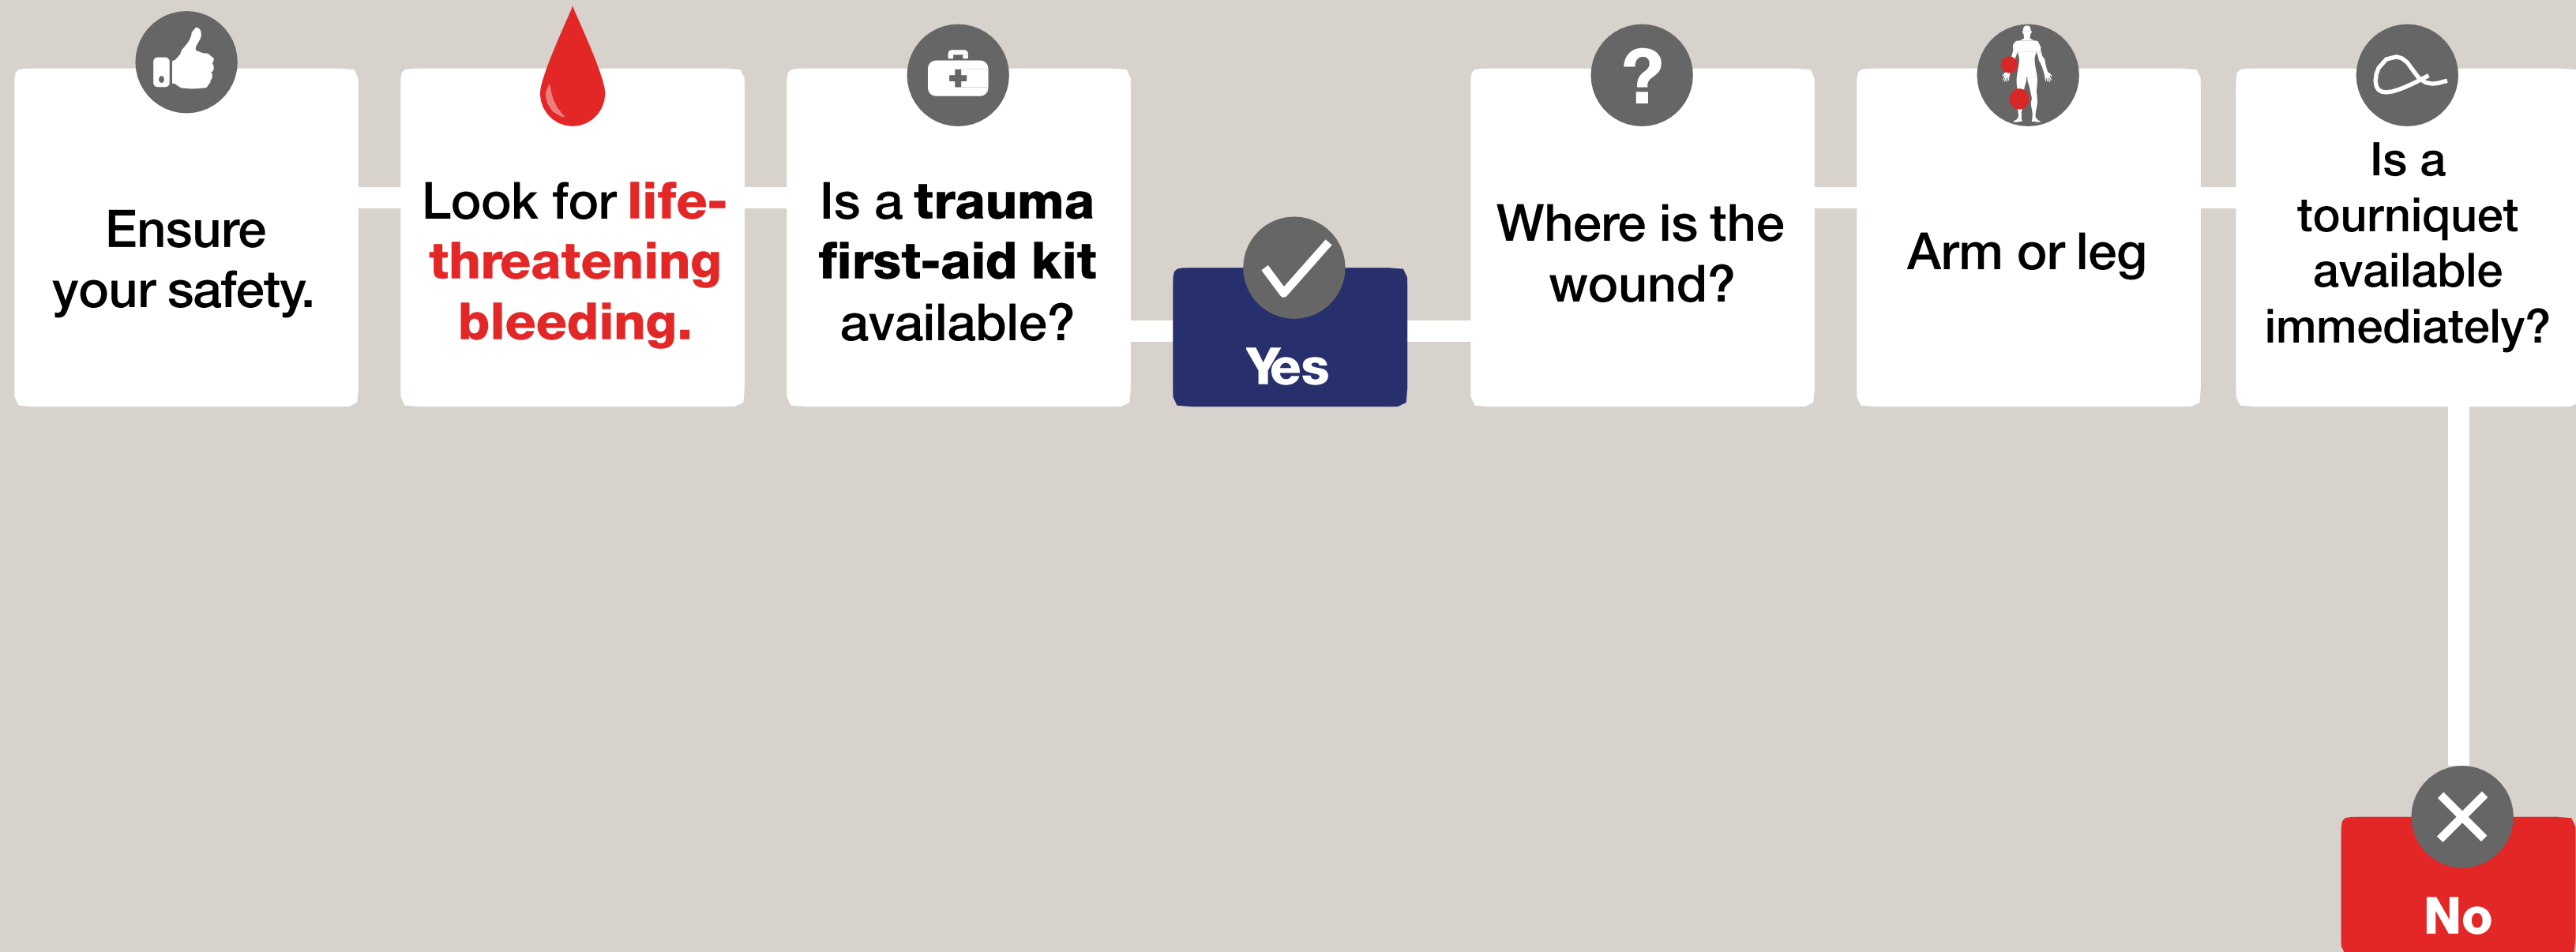 Ensure
your safety.
Look for life-
threatening
bleeding.
Is a trauma
first-aid kit
available?
Yes
Where is the
wound?
Arm or leg
Is a
tourniquet
available
immediately?
No